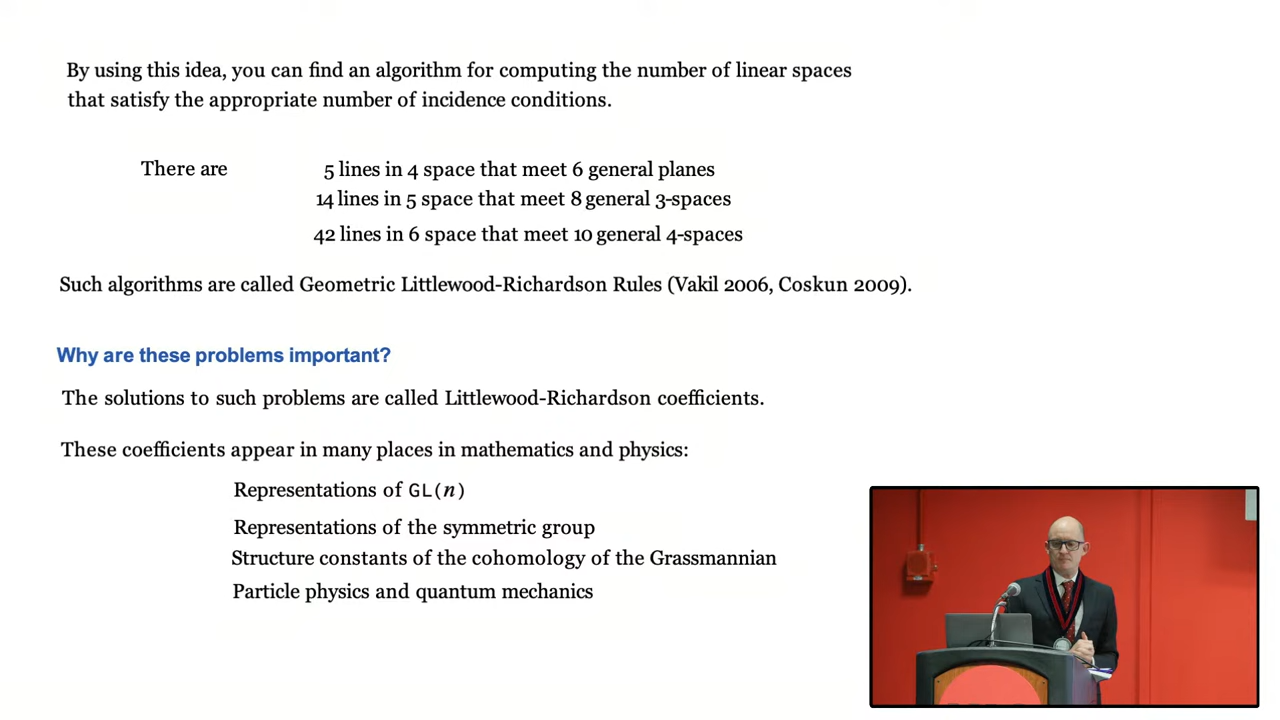 By using this idea, you can find an algorithm for computing the number of linear spaces
that satisfy the appropriate number of incidence conditions.
There are 5 lines in 4 space that meet 6 general planes
14 lines in 5 space that meet 8 general 3-spaces
42 lines in 6 space that meet 10 general 4-spaces
Such algorithms are called Geometric Littlewood-Richardson Rules (Vakil 2006, Coskun 2009).
Why are these problems important?
The solutions to such problems are called Littlewood-Richardson coefficients.
These coefficients appear in many places in mathematics and physics:
Representations of GL(n)
Representations of the symmetric group
Structure constants of the cohomology of the Grassmannian
Particle physics and quantum mechanics